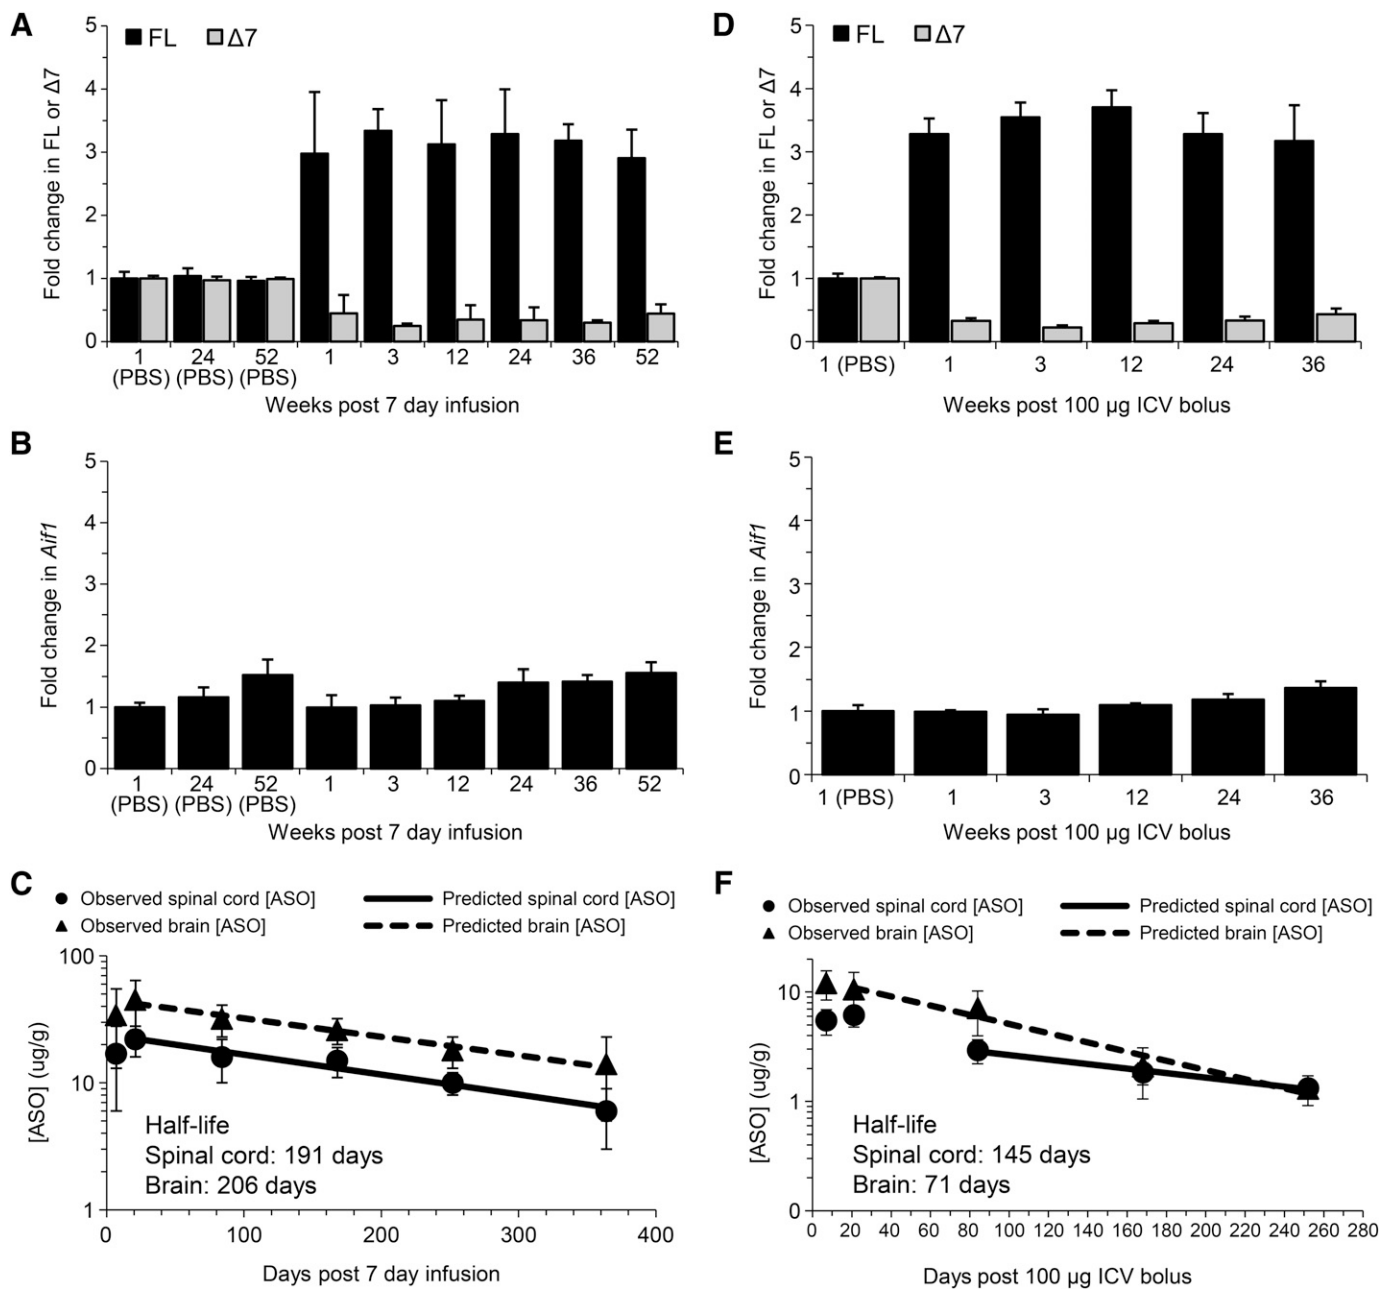 A
FL Δ7
Fold change in FL or Δ7
5
4
3
2
1
0
1 24 52 1 3 12 24 36 52
(PBS) (PBS) (PBS)
Weeks post 7 day infusion
D
FL Δ7
Fold change in FL or Δ7
5
4
3
2
1
0
1 (PBS) 1 3 12 24 36
Weeks post 100 µg ICV bolus
B
Fold change in Aif1
5
4
3
2
1
0
1 24 52 1 3 12 24 36 52
(PBS) (PBS) (PBS)
Weeks post 7 day infusion
E
Fold change in Aif1
5
4
3
2
1
0
1 (PBS) 1 3 12 24 36
Weeks post 100 µg ICV bolus
C
Observed spinal cord [ASO] Predicted spinal cord [ASO]
Observed brain [ASO] Predicted brain [ASO]
[ASO] (ug/g)
100
10
1
Half-life
Spinal cord: 191 days
Brain: 206 days
0 100 200 300 400
Days post 7 day infusion
F
Observed spinal cord [ASO] Predicted spinal cord [ASO]
Observed brain [ASO] Predicted brain [ASO]
[ASO] (ug/g)
10
1
0
Half-life
Spinal cord: 145 days
Brain: 71 days
0 20 40 60 80 100 120 140 160 180 200 220 240 260 280
Days post 100 µg ICV bolus